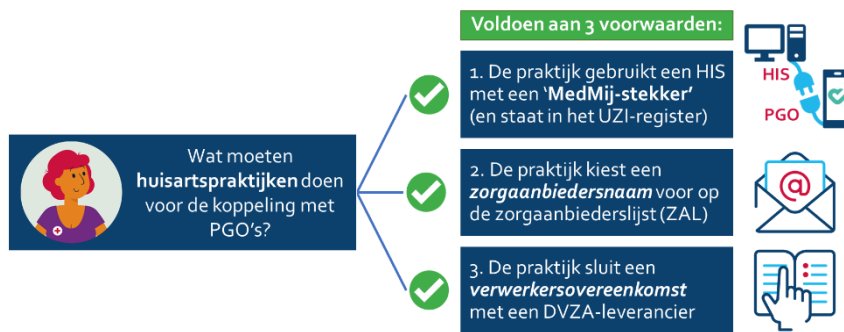 Wat moeten
huisartspraktijken doen
voor de koppeling met
PGO's?
Voldoen aan 3 voorwaarden:
1. De praktijk gebruikt een HIS
met een 'MedMij-stekker'
(en staat in het UZI-register)
HIS
PGO
2. De praktijk kiest een
zorgaanbiedersnaam voor op
de zorgaanbiederslijst (ZAL)
@
3. De praktijk sluit een
verwerkersovereenkomst
met een DVZA-leverancier